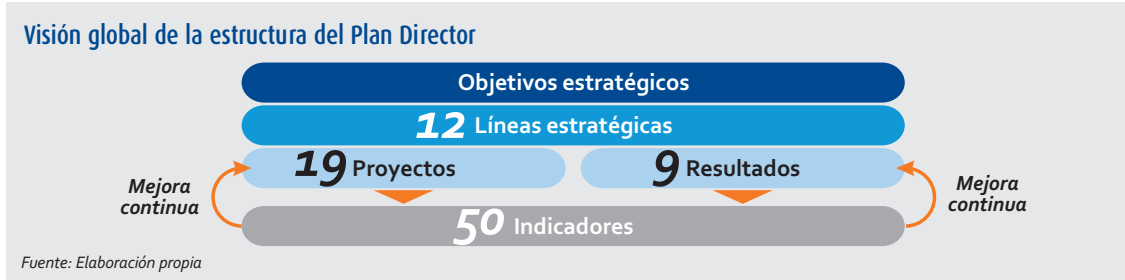 Visión global de la estructura del Plan Director
Objetivos estratégicos
12 Líneas estratégicas
19 Proyectos
9 Resultados
Mejora
continua
Mejora
continua
50 Indicadores
Fuente: Elaboración propia